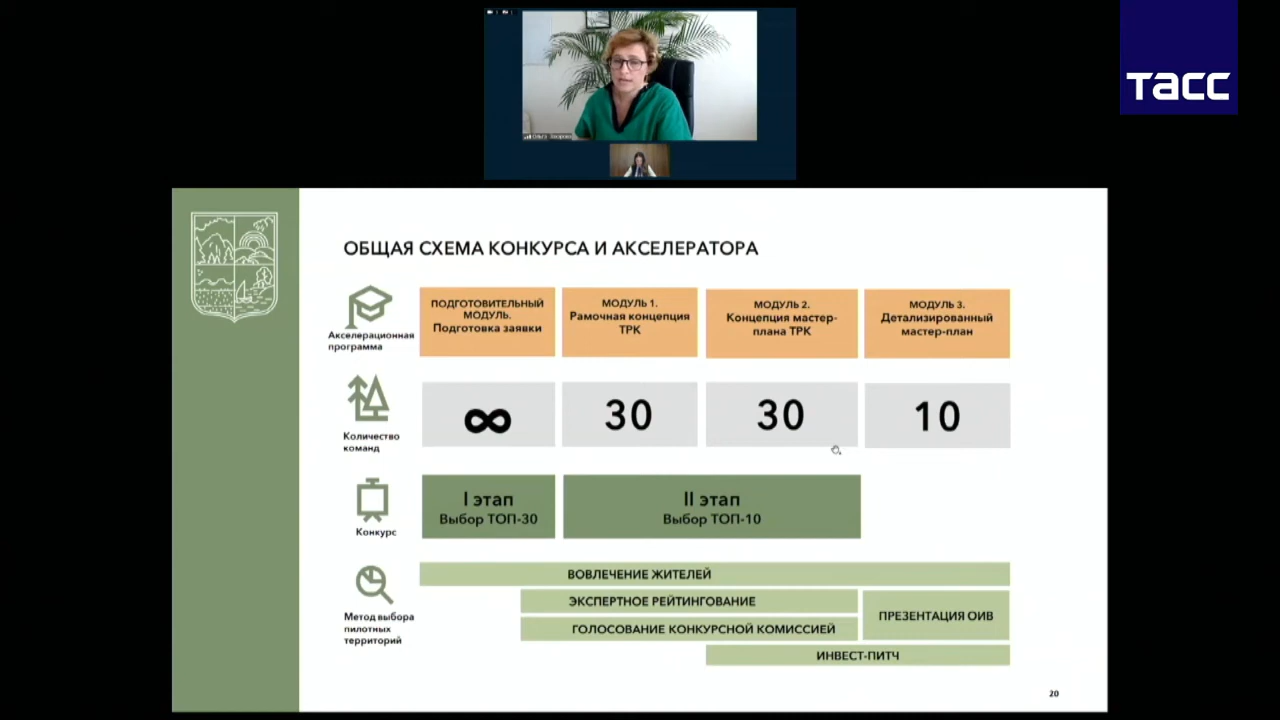 ТАСС
Ольга Захарова
ОБЩАЯ СХЕМА КОНКУРСА И АКСЕЛЕРАТОРА
Акселерационная
программа
ПОДГОТОВИТЕЛЬНЫЙ
МОДУЛЬ.
Подготовка заявки
МОДУЛЬ 1.
Рамочная концепция
ТРК
МОДУЛЬ 2.
Концепция мастер-
плана ТРК
МОДУЛЬ 3.
Детализированный
мастер-план
Количество
команд
∞
30
30
10
Конкурс
I этап
Выбор ТОП-30
II этап
Выбор ТОП-10
Метод выбора
пилотных
территорий
ВОВЛЕЧЕНИЕ ЖИТЕЛЕЙ
ЭКСПЕРТНОЕ РЕЙТИНГОВАНИЕ
ГОЛОСОВАНИЕ КОНКУРСНОЙ КОМИССИЕЙ
ПРЕЗЕНТАЦИЯ ОИВ
ИНВЕСТ-ПИТЧ
20